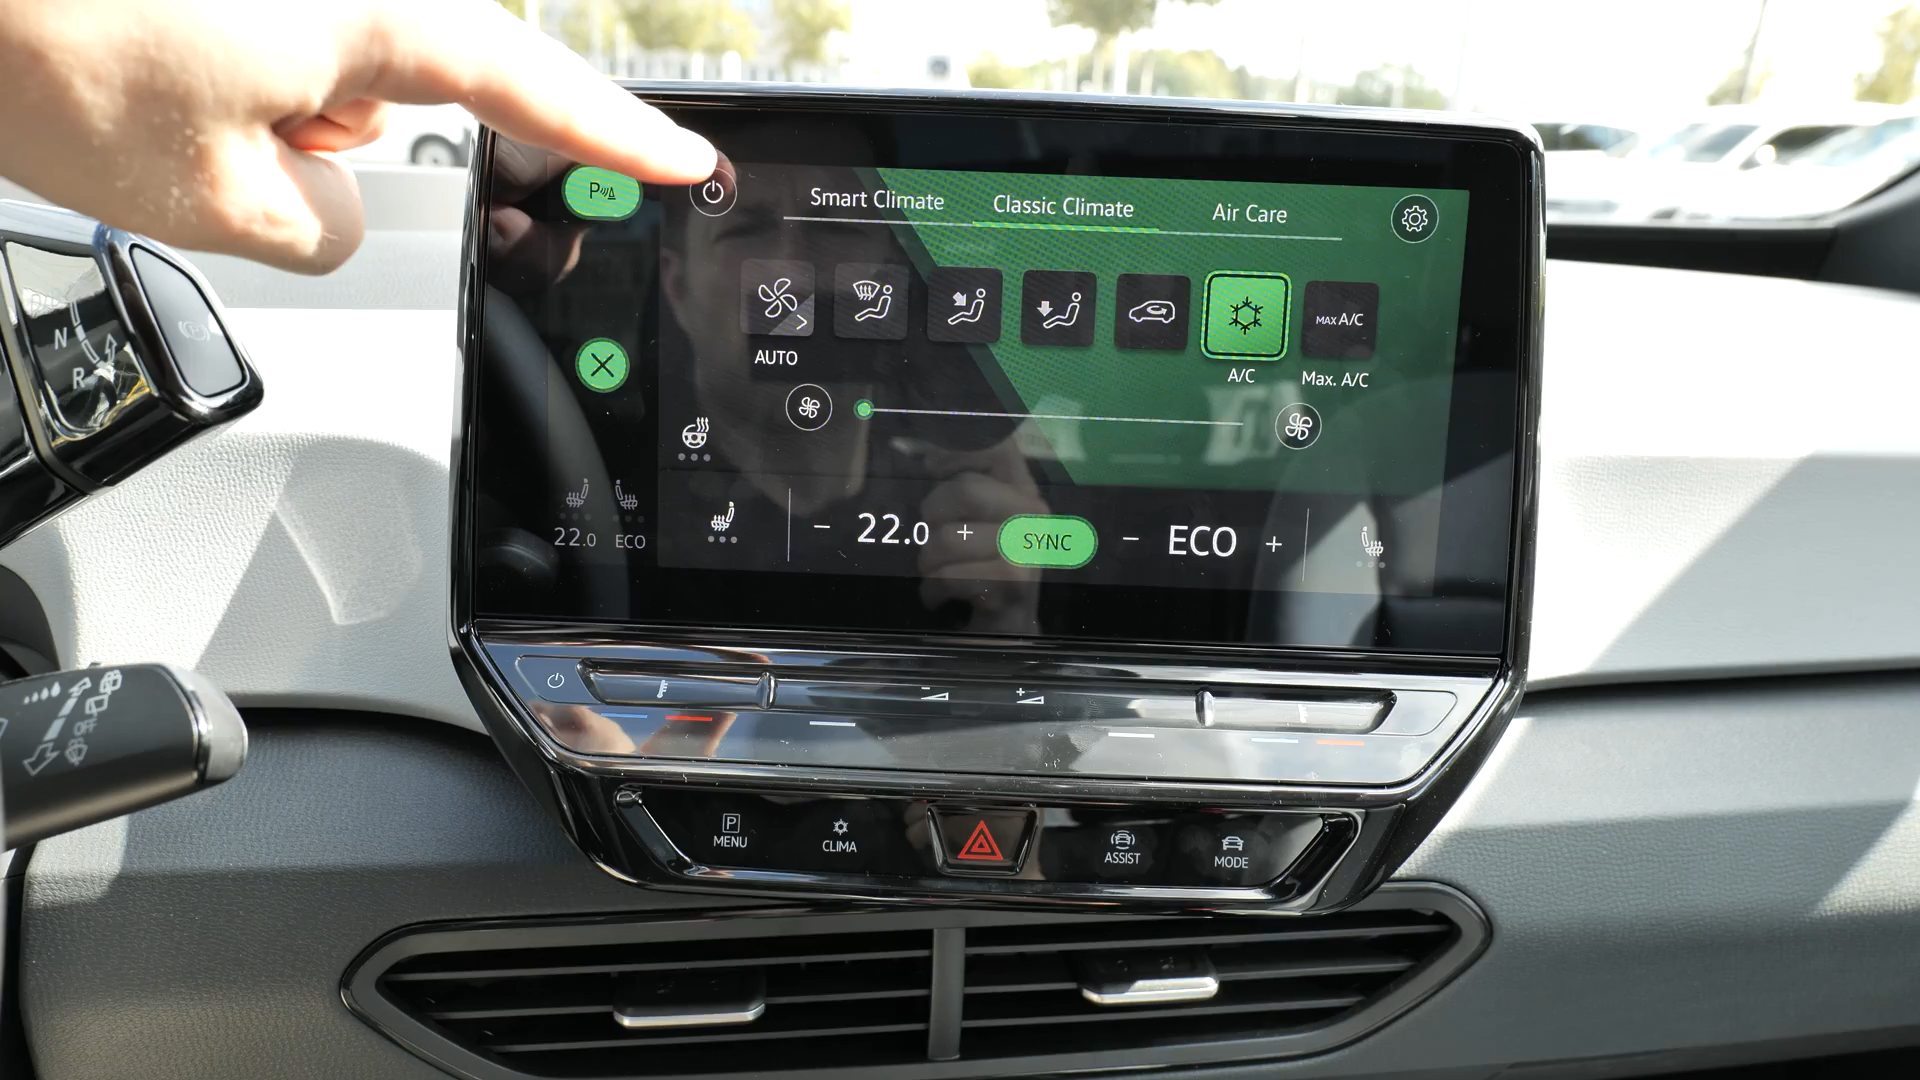 P
Smart Climate
Classic Climate
Air Care
MAX A/C
AUTO
A/C
Max. A/C
22.0
ECO
22.0
SYNC
ECO
N
R
P
P
MENU
CLIMA
ASSIST
MODE